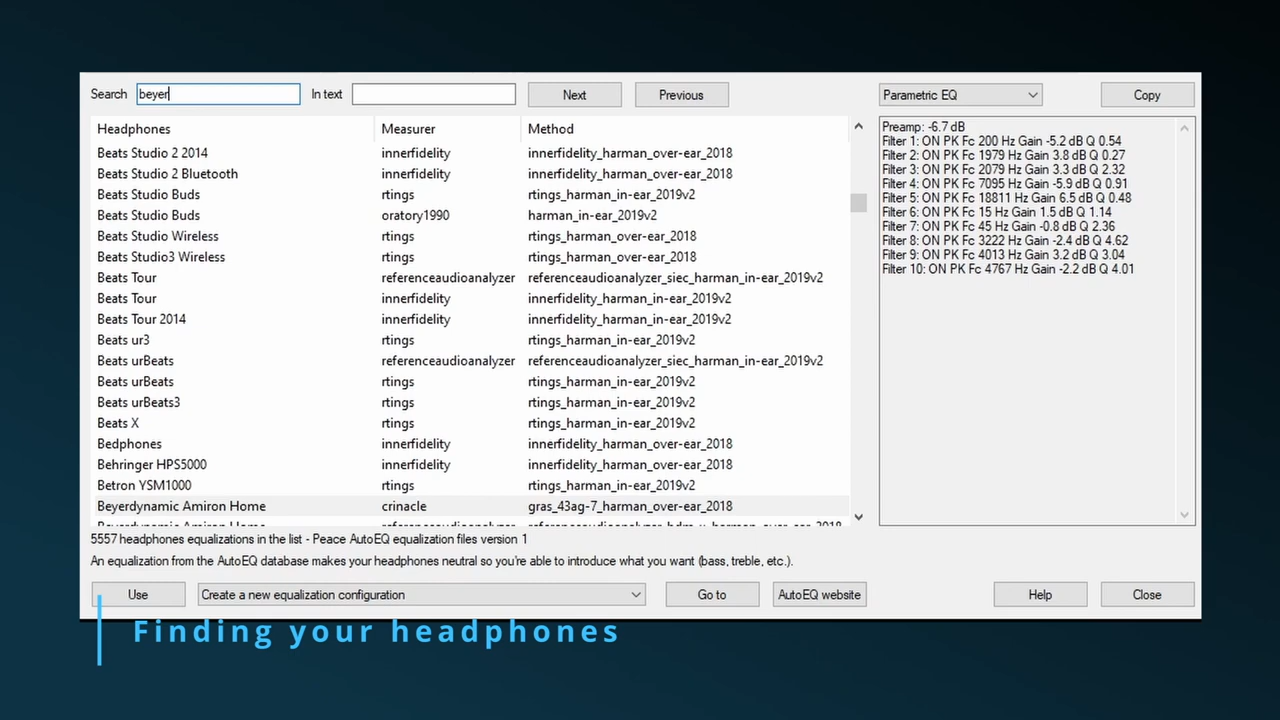 Search beyer In text Next Previous Parametric EQ Copy
Headphones Measurer Method
Beats Studio 2 2014 innerfidelity innerfidelity_harman_over-ear_2018
Beats Studio 2 Bluetooth innerfidelity innerfidelity_harman_over-ear_2018
Beats Studio Buds rtings rtings_harman_in-ear_2019v2
Beats Studio Buds oratory1990 harman_in-ear_2019v2
Beats Studio Wireless rtings rtings_harman_over-ear_2018
Beats Studio3 Wireless rtings rtings_harman_over-ear_2018
Beats Tour referenceaudioanalyzer referenceaudioanalyzer_siec_harman_in-ear_2019v2
Beats Tour innerfidelity innerfidelity_harman_in-ear_2019v2
Beats Tour 2014 innerfidelity innerfidelity_harman_in-ear_2019v2
Beats ur3 rtings rtings_harman_in-ear_2019v2
Beats urBeats referenceaudioanalyzer referenceaudioanalyzer_siec_harman_in-ear_2019v2
Beats urBeats rtings rtings_harman_in-ear_2019v2
Beats urBeats3 rtings rtings_harman_in-ear_2019v2
Beats X rtings rtings_harman_in-ear_2019v2
Bedphones innerfidelity innerfidelity_harman_over-ear_2018
Behringer HPS5000 innerfidelity innerfidelity_harman_over-ear_2018
Betron YSM1000 rtings rtings_harman_in-ear_2019v2
Beyerdynamic Amiron Home crinacle gras_43ag-7_harman_over-ear_2018
Beyerdynamic Amiron Home referenceaudioanalyzer referenceaudioanalyzer_hdm-x_harman_over-ear_2018
Preamp: -6.7 dB
Filter 1: ON PK Fc 200 Hz Gain -5.2 dB Q 0.54
Filter 2: ON PK Fc 1979 Hz Gain 3.8 dB Q 0.27
Filter 3: ON PK Fc 2079 Hz Gain 3.3 dB Q 2.32
Filter 4: ON PK Fc 7095 Hz Gain -5.9 dB Q 0.91
Filter 5: ON PK Fc 18811 Hz Gain 6.5 dB Q 0.48
Filter 6: ON PK Fc 15 Hz Gain 1.5 dB Q 1.14
Filter 7: ON PK Fc 45 Hz Gain -0.8 dB Q 2.36
Filter 8: ON PK Fc 3222 Hz Gain -2.4 dB Q 4.62
Filter 9: ON PK Fc 4013 Hz Gain 3.2 dB Q 3.04
Filter 10: ON PK Fc 4767 Hz Gain -2.2 dB Q 4.01
5557 headphones equalizations in the list - Peace AutoEQ equalization files version 1
An equalization from the AutoEQ database makes your headphones neutral so you're able to introduce what you want (bass, treble, etc.).
Use Create a new equalization configuration Go to AutoEQ website Help Close
Finding your headphones